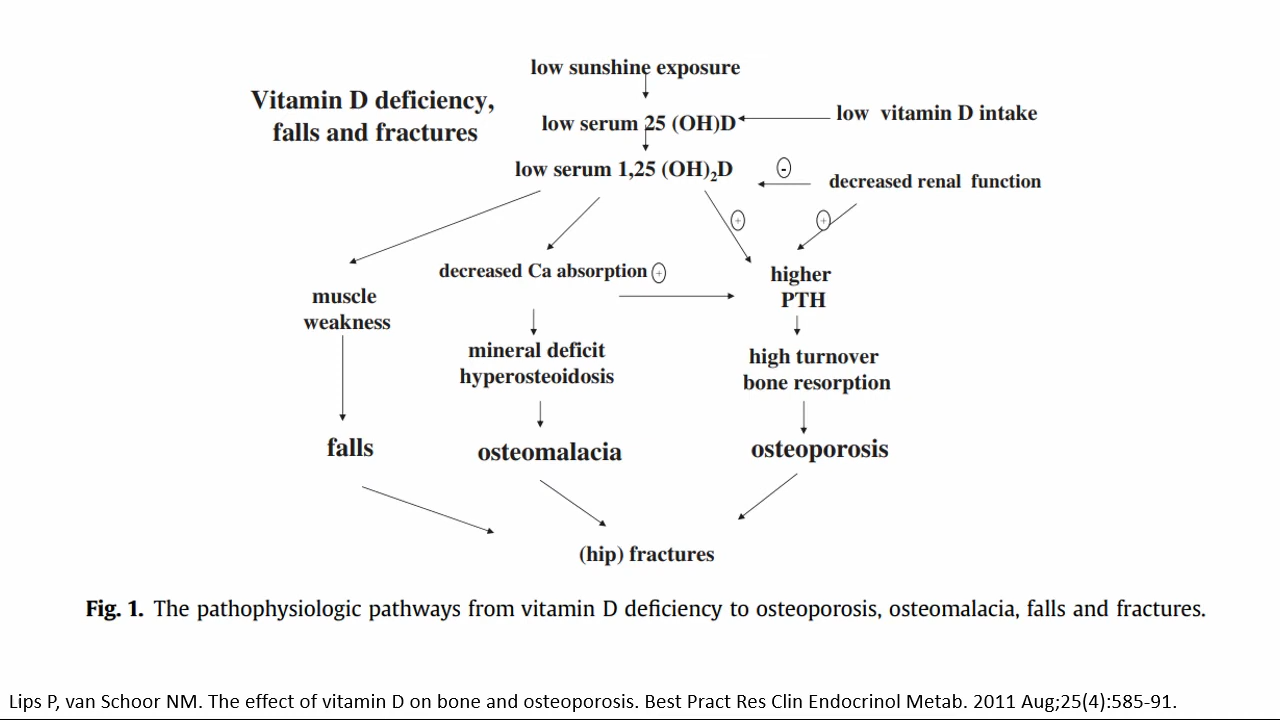 Vitamin D deficiency,
falls and fractures
low sunshine exposure
low serum 25 (OH)D
low vitamin D intake
low serum 1,25 (OH)₂D
-
decreased renal function
+
+
decreased Ca absorption
+
higher
PTH
muscle
weakness
mineral deficit
hyperosteoidosis
high turnover
bone resorption
falls
osteomalacia
osteoporosis
(hip) fractures
Fig. 1. The pathophysiologic pathways from vitamin D deficiency to osteoporosis, osteomalacia, falls and fractures.
Lips P, van Schoor NM. The effect of vitamin D on bone and osteoporosis. Best Pract Res Clin Endocrinol Metab. 2011 Aug;25(4):585-91.